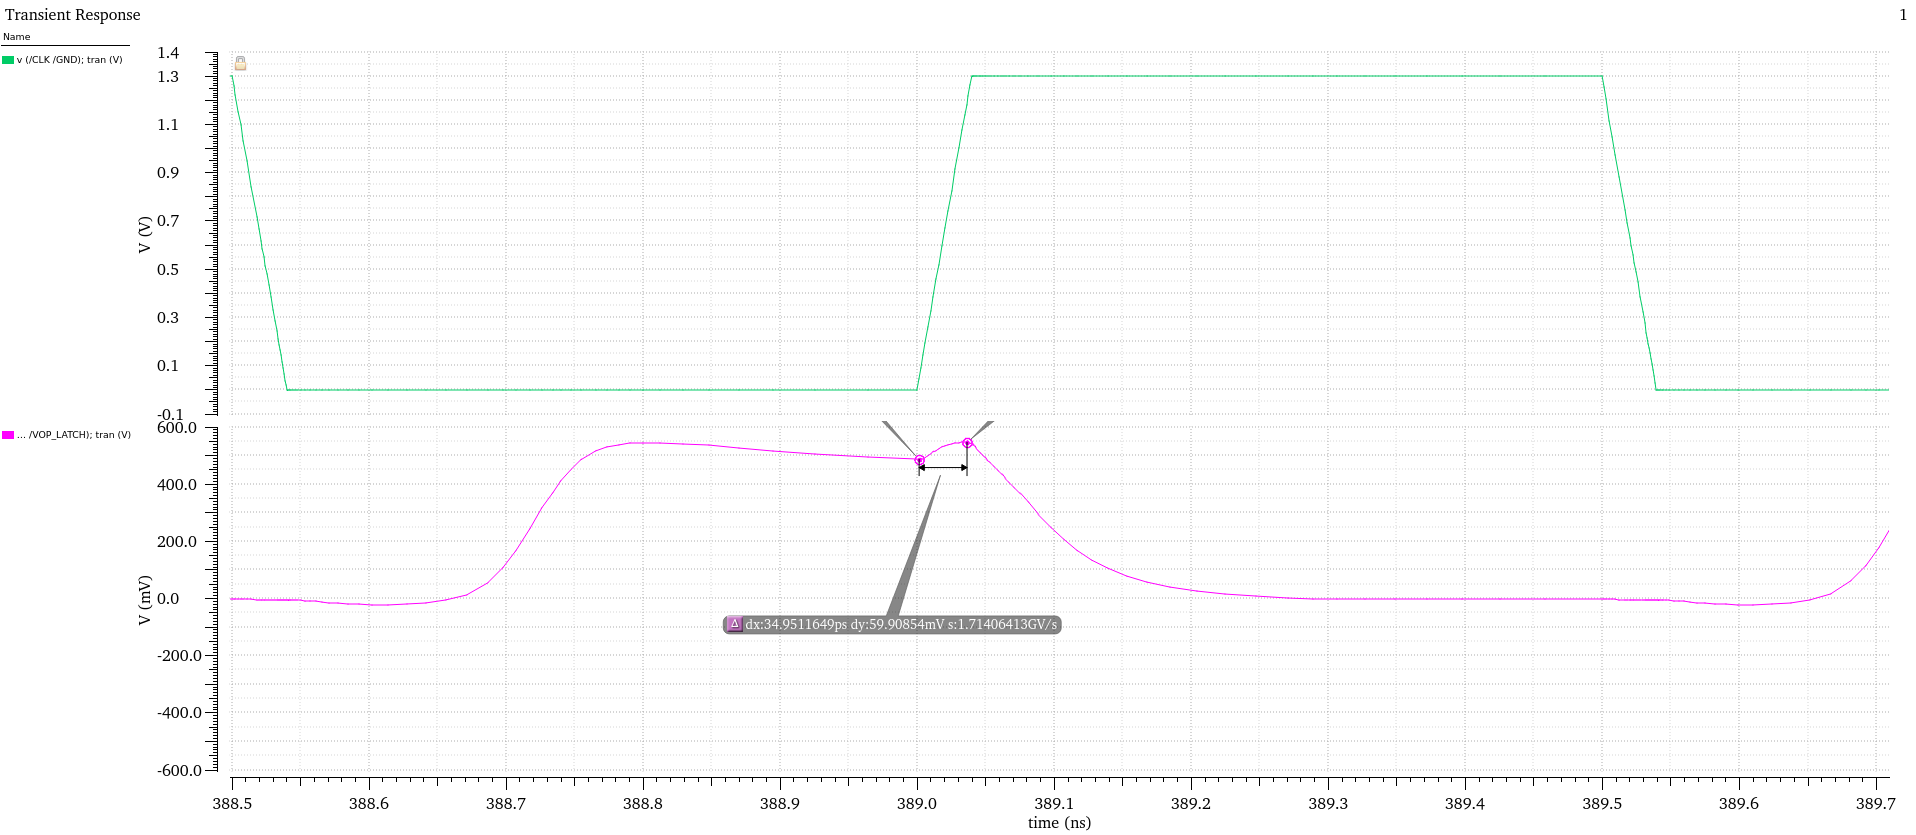 Transient Response
1
Name
v (/CLK /GND); tran (V)
1.4
1.3
1.1
0.9
0.7
0.5
0.3
0.1
-0.1
V (V)
... /VOP_LATCH); tran (V)
600.0
400.0
200.0
0.0
-200.0
-400.0
-600.0
V (mV)
Δ dx:34.9511649ps dy:59.90854mV s:1.71406413GV/s
388.5 388.6 388.7 388.8 388.9 389.0 389.1 389.2 389.3 389.4 389.5 389.6 389.7
time (ns)